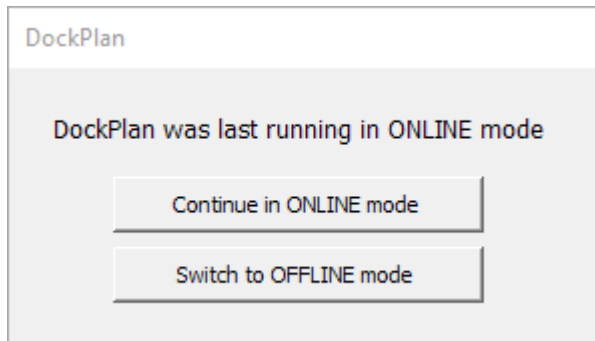 DockPlan
DockPlan was last running in ONLINE mode
Continue in ONLINE mode
Switch to OFFLINE mode